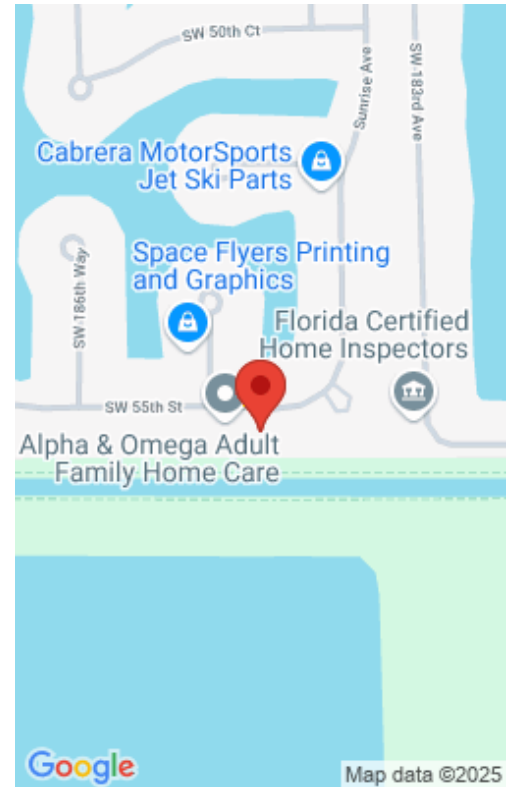 SW 50th Ct
Sunrise Ave
SW 183rd Ave
Cabrera MotorSports
Jet Ski Parts
SW 186th Way
Space Flyers Printing
and Graphics
Florida Certified
Home Inspectors
SW 55th St
Alpha & Omega Adult
Family Home Care
Google
Map data ©2025